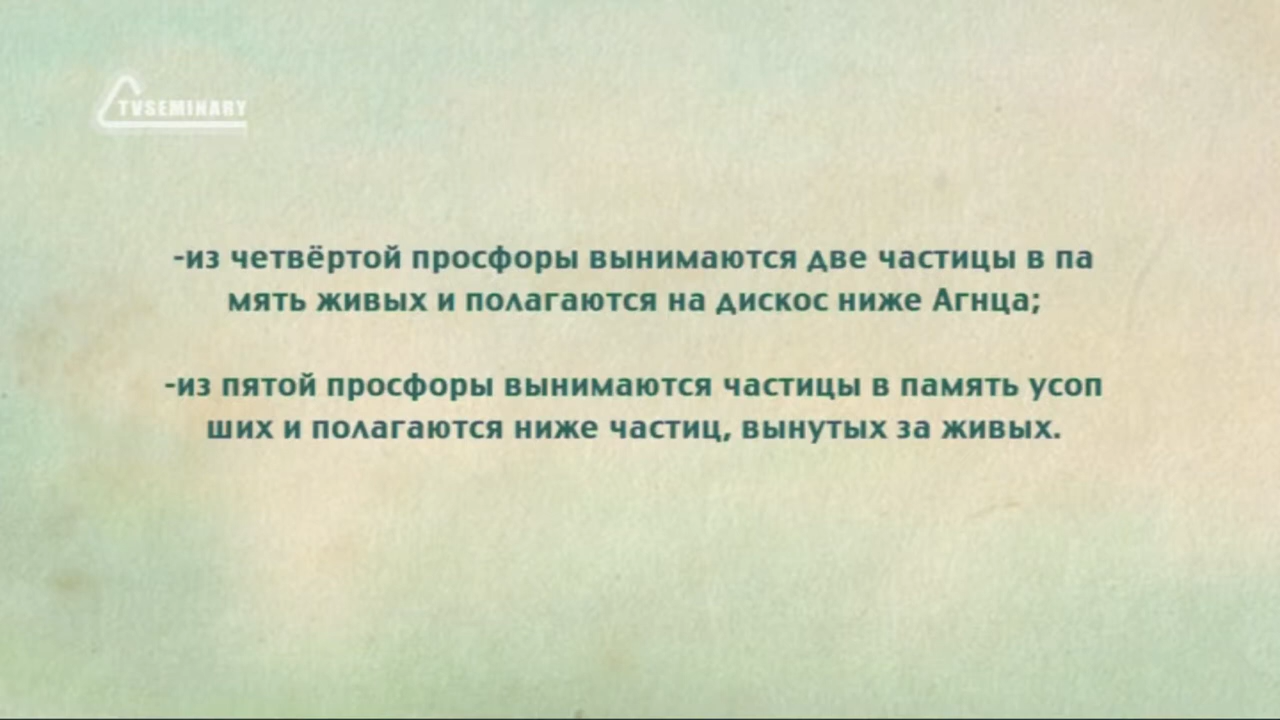 TVSEMINARY
-из четвёртой просфоры вынимаются две частицы в па
мять живых и полагаются на дискос ниже Агнца;
-из пятой просфоры вынимаются частицы в память усоп
ших и полагаются ниже частиц, вынутых за живых.